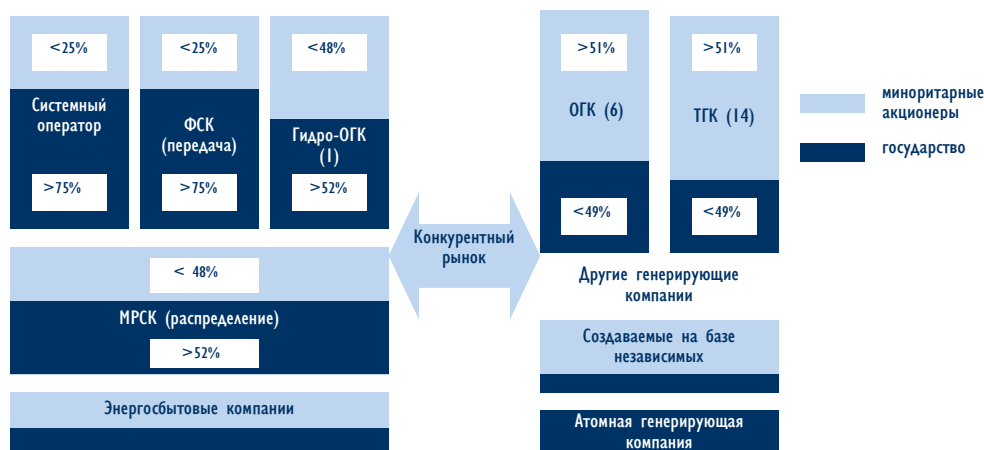 <25%
<25%
<48%
Системный
оператор
ФСК
(передача)
Гидро-ОГК
(1)
>75%
>75%
>52%
< 48%
МРСК (распределение)
>52%
Энергосбытовые компании
Конкурентный
рынок
>51%
>51%
ОГК (6)
ТГК (14)
<49%
<49%
Другие генерирующие
компании
Создаваемые на базе
независимых
Атомная генерирующая
компания
миноритарные
акционеры
государство